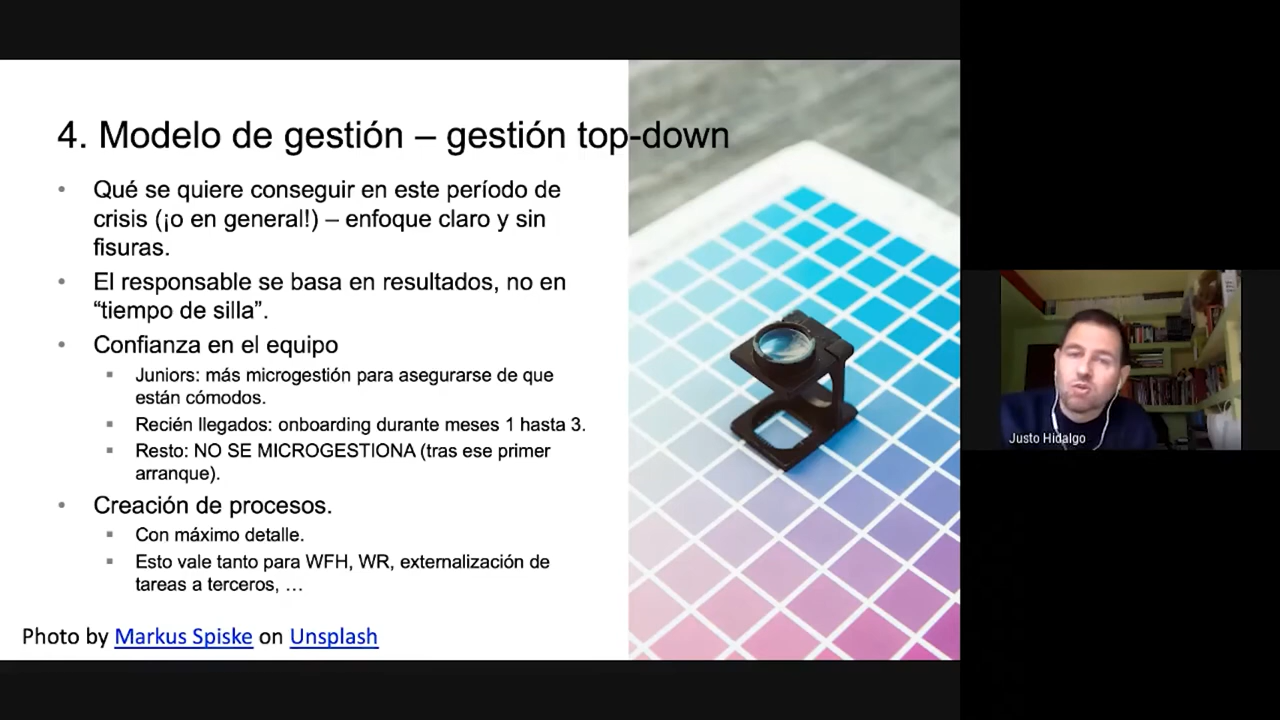 4. Modelo de gestión – gestión top-down
• Qué se quiere conseguir en este período de
crisis (¡o en general!) – enfoque claro y sin
fisuras.
• El responsable se basa en resultados, no en
“tiempo de silla”.
• Confianza en el equipo
▪ Juniors: más microgestión para asegurarse de que
están cómodos.
▪ Recién llegados: onboarding durante meses 1 hasta 3.
▪ Resto: NO SE MICROGESTIONA (tras ese primer
arranque).
• Creación de procesos.
▪ Con máximo detalle.
▪ Esto vale tanto para WFH, WR, externalización de
tareas a terceros, …
Photo by Markus Spiske on Unsplash
Justo Hidalgo